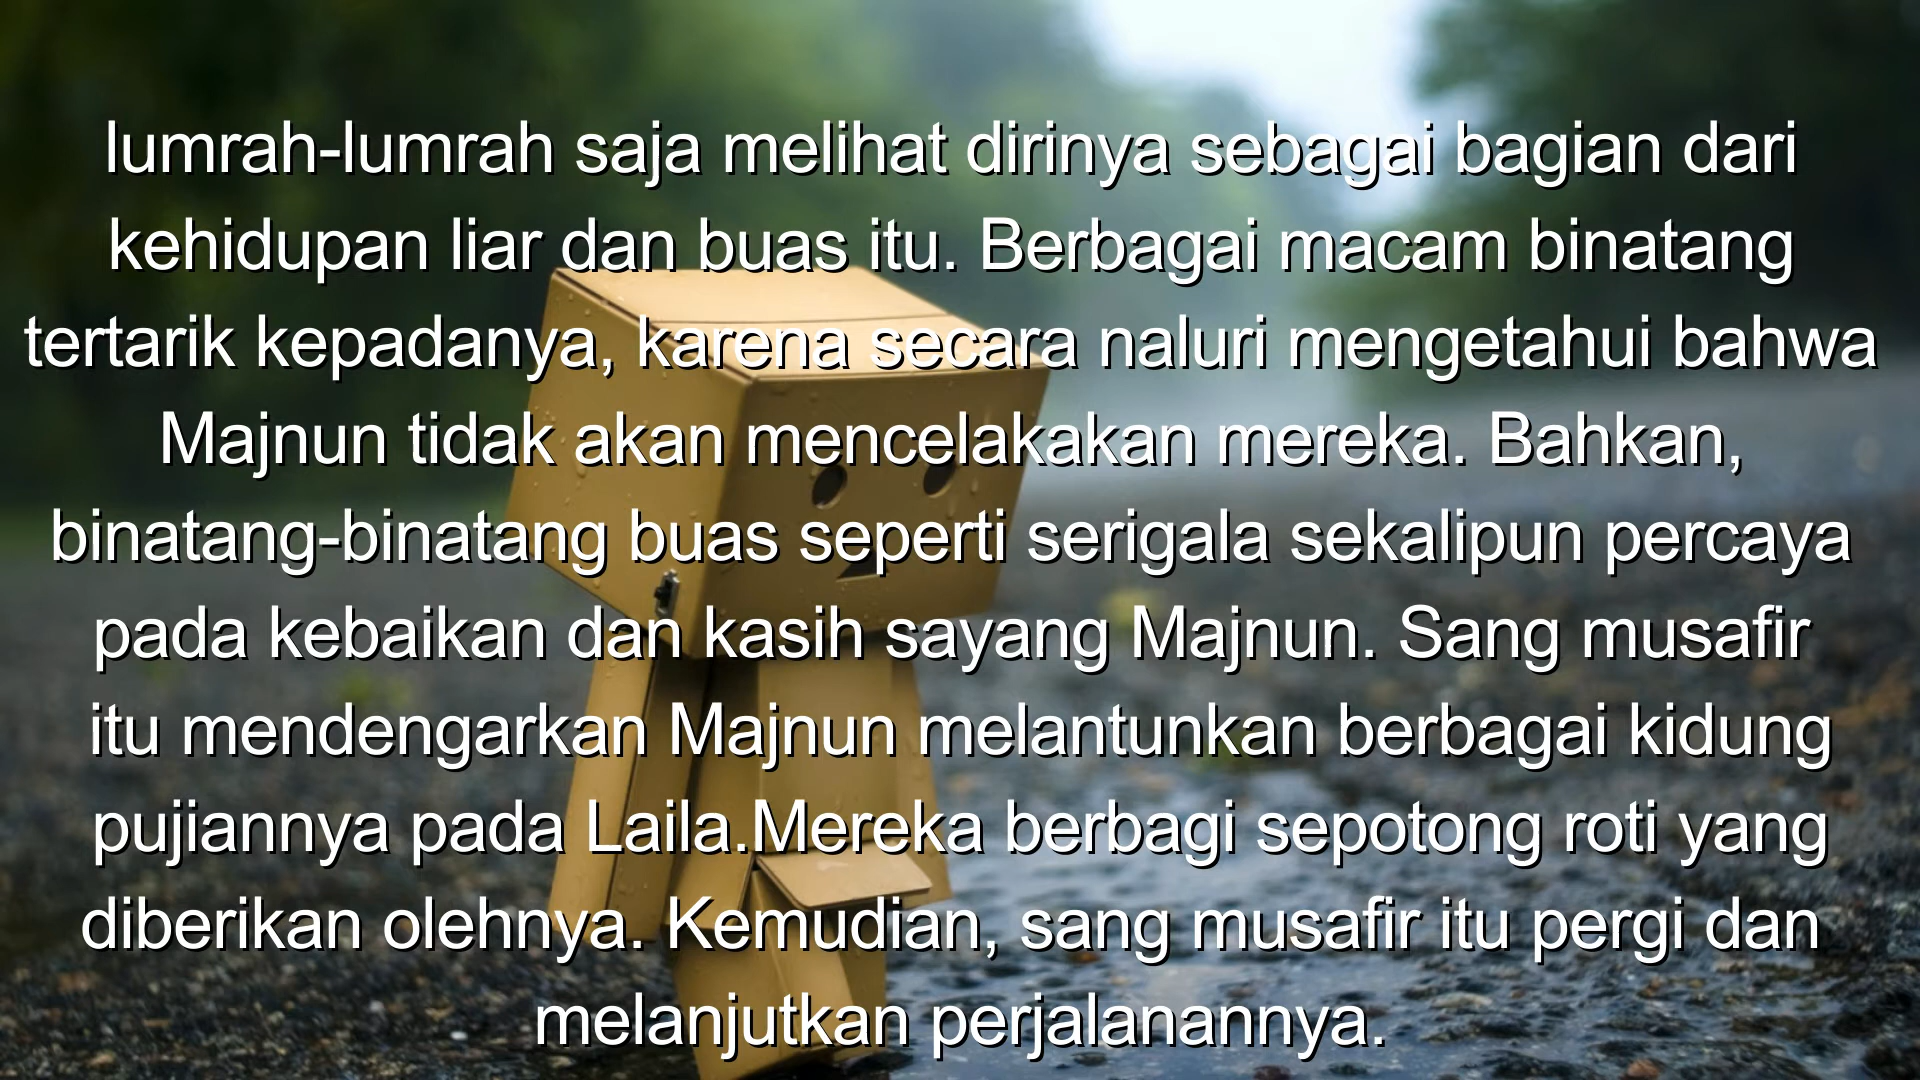 lumrah-lumrah saja melihat dirinya sebagai bagian dari
kehidupan liar dan buas itu. Berbagai macam binatang
tertarik kepadanya, karena secara naluri mengetahui bahwa
Majnun tidak akan mencelakakan mereka. Bahkan,
binatang-binatang buas seperti serigala sekalipun percaya
pada kebaikan dan kasih sayang Majnun. Sang musafir
itu mendengarkan Majnun melantunkan berbagai kidung
pujiannya pada Laila.Mereka berbagi sepotong roti yang
diberikan olehnya. Kemudian, sang musafir itu pergi dan
melanjutkan perjalanannya.